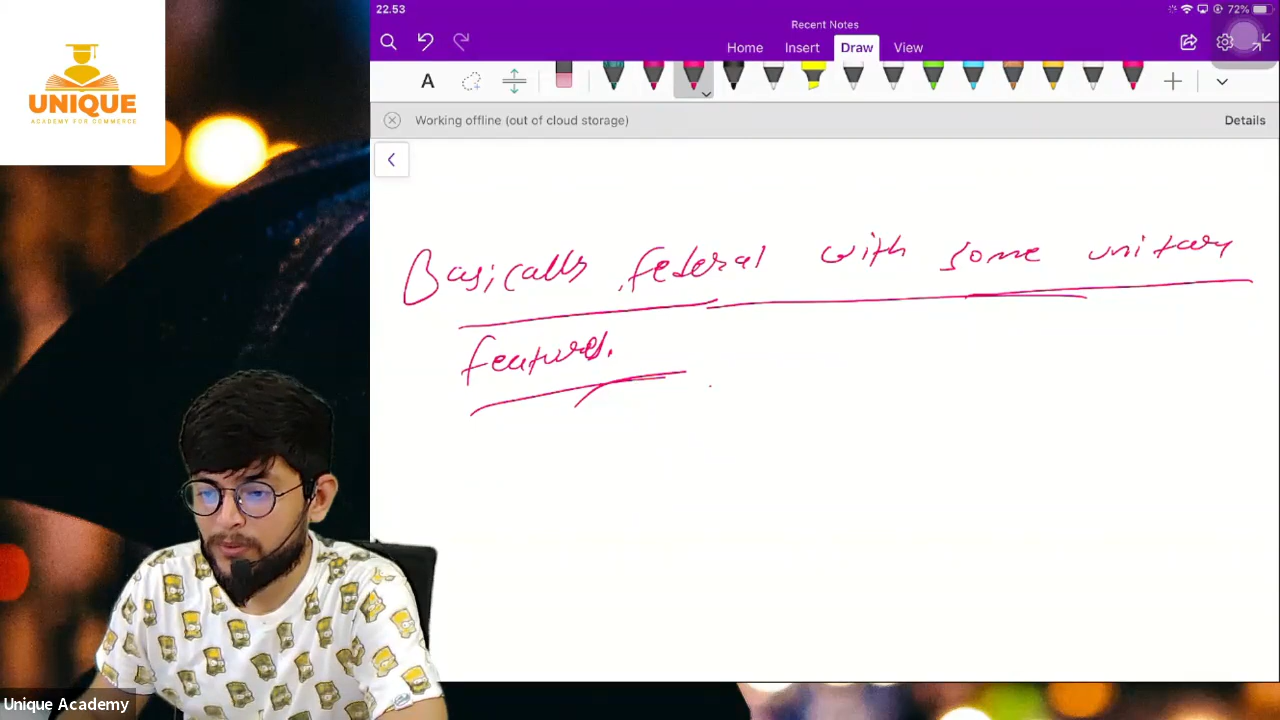 22.53
Recent Notes
72%
Home Insert Draw View
A
Working offline (out of cloud storage)
Details
UNIQUE
ACADEMY FOR COMMERCE
Basically federal with some unitary
features.
Unique Academy